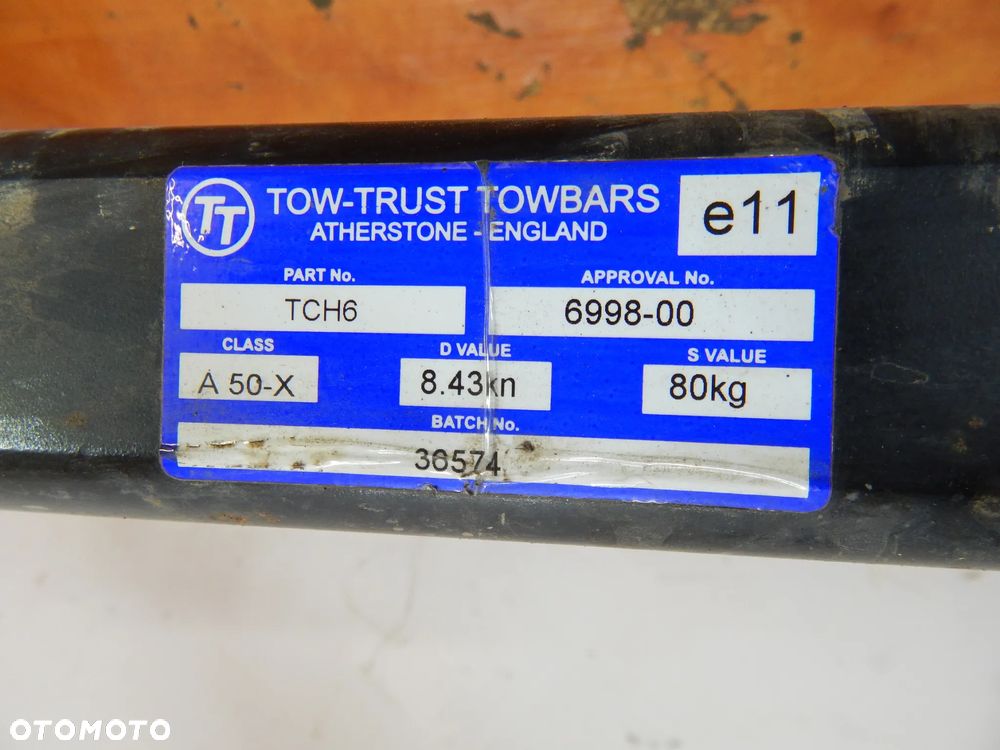 TT
TOW-TRUST TOWBARS
ATHERSTONE - ENGLAND
e11
PART No.
APPROVAL No.
TCH6
6998-00
CLASS
D VALUE
S VALUE
A 50-X
8.43kn
80kg
BATCH No.
36574
OTOMOTO